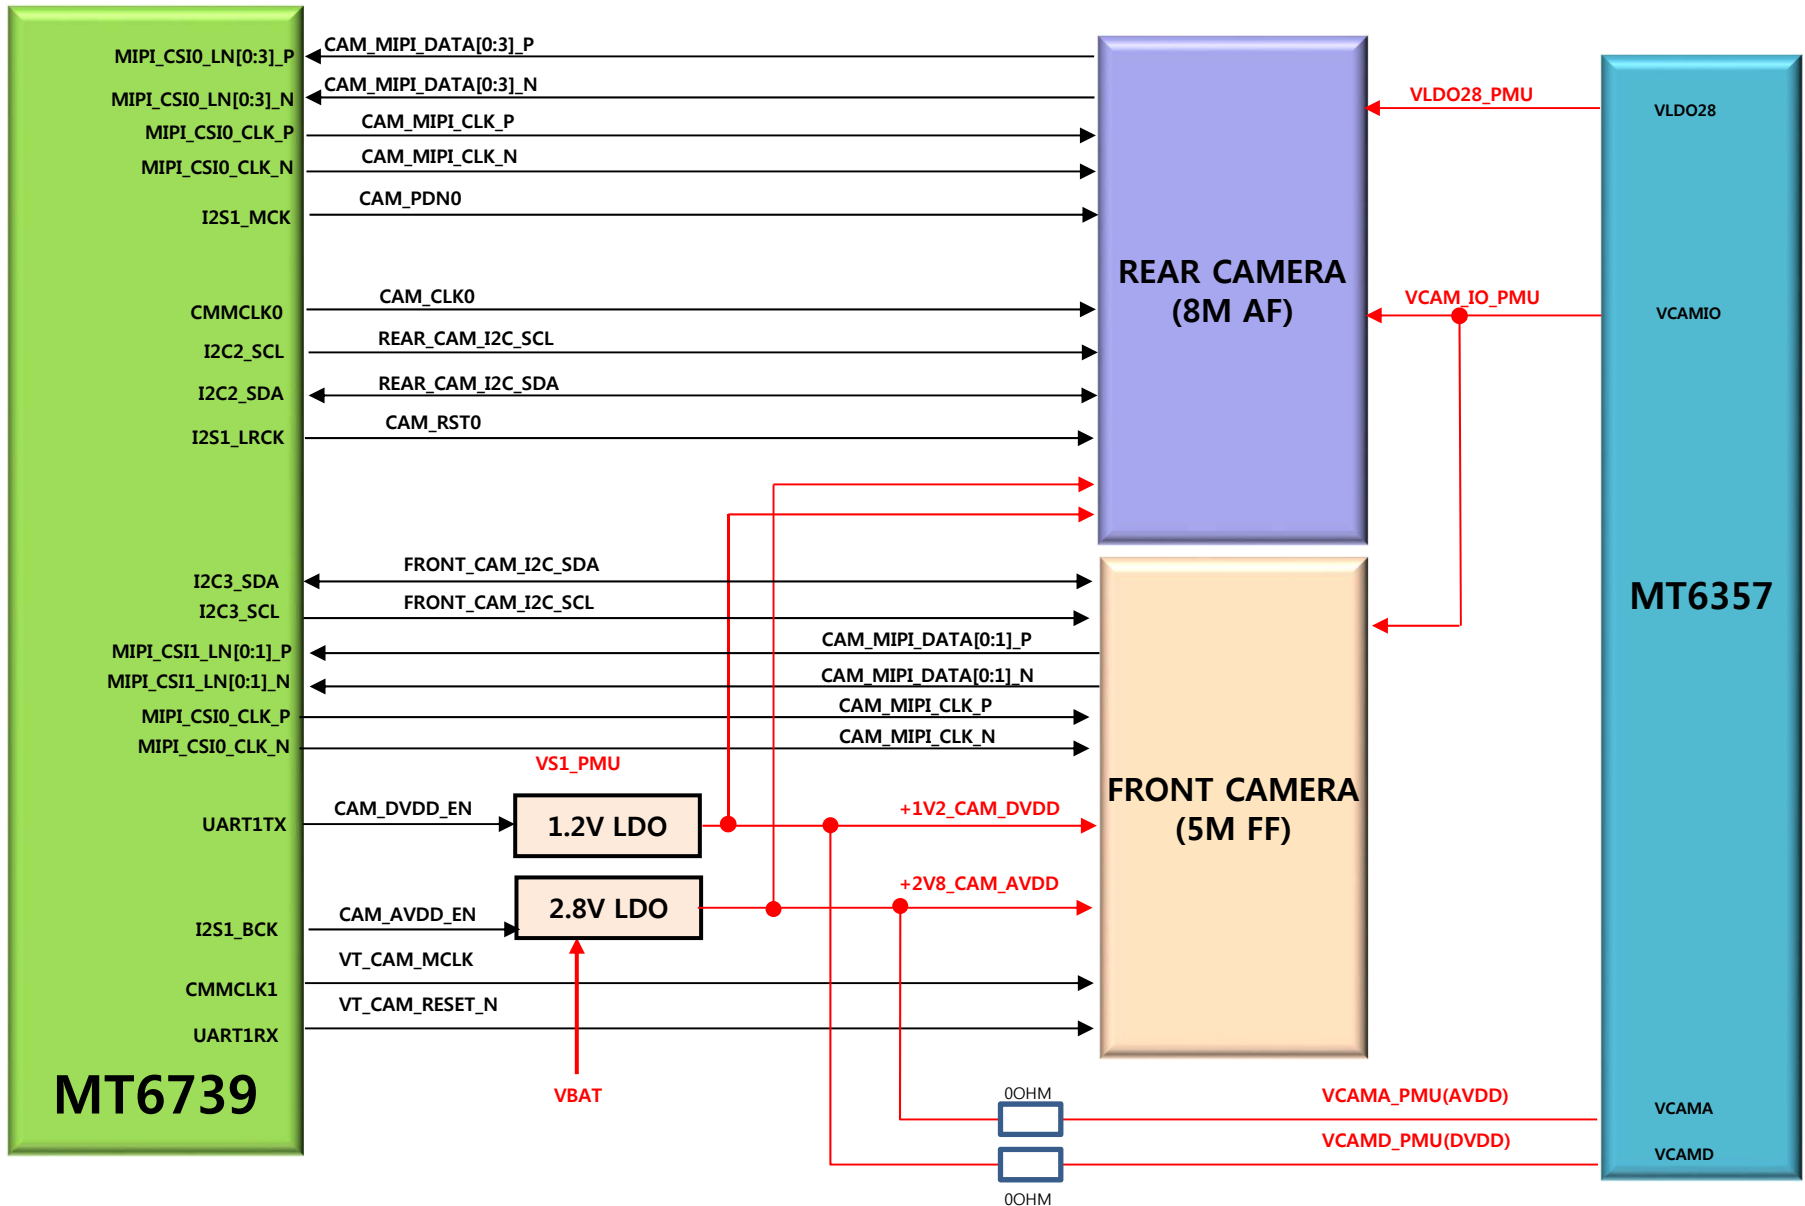 MIPI_CSI0_LN[0:3]_P
CAM_MIPI_DATA[0:3]_P
MIPI_CSI0_LN[0:3]_N
CAM_MIPI_DATA[0:3]_N
MIPI_CSI0_CLK_P
CAM_MIPI_CLK_P
MIPI_CSI0_CLK_N
CAM_MIPI_CLK_N
I2S1_MCK
CAM_PDN0
CMMCLK0
CAM_CLK0
I2C2_SCL
REAR_CAM_I2C_SCL
I2C2_SDA
REAR_CAM_I2C_SDA
I2S1_LRCK
CAM_RST0
REAR CAMERA
(8M AF)
VLDO28_PMU
VLDO28
VCAM_IO_PMU
VCAMIO
MT6357
I2C3_SDA
FRONT_CAM_I2C_SDA
I2C3_SCL
FRONT_CAM_I2C_SCL
MIPI_CSI1_LN[0:1]_P
CAM_MIPI_DATA[0:1]_P
MIPI_CSI1_LN[0:1]_N
CAM_MIPI_DATA[0:1]_N
MIPI_CSI0_CLK_P
CAM_MIPI_CLK_P
MIPI_CSI0_CLK_N
CAM_MIPI_CLK_N
VS1_PMU
FRONT CAMERA
(5M FF)
UART1TX
CAM_DVDD_EN
1.2V LDO
+1V2_CAM_DVDD
2.8V LDO
+2V8_CAM_AVDD
I2S1_BCK
CAM_AVDD_EN
VT_CAM_MCLK
CMMCLK1
VT_CAM_RESET_N
UART1RX
MT6739
VBAT
0OHM
VCAMA_PMU(AVDD)
VCAMA
VCAMD_PMU(DVDD)
VCAMD
0OHM